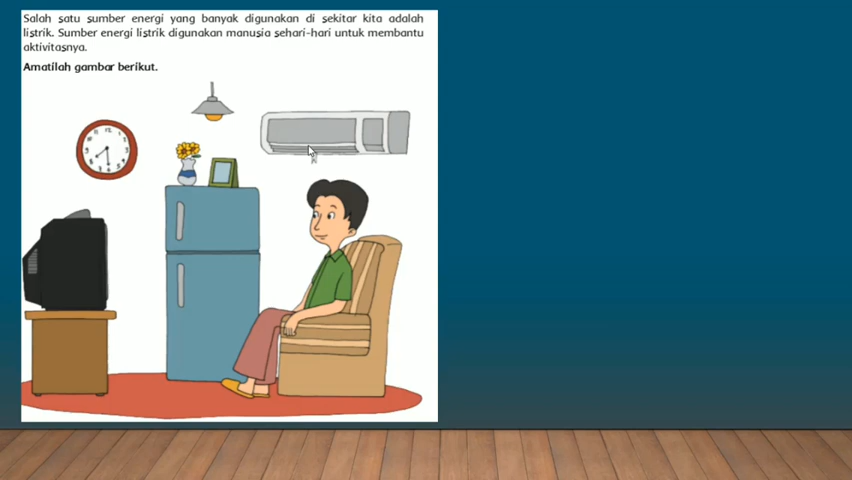 Salah satu sumber energi yang banyak digunakan di sekitar kita adalah
listrik. Sumber energi listrik digunakan manusia sehari-hari untuk membantu
aktivitasnya.
Amatilah gambar berikut.